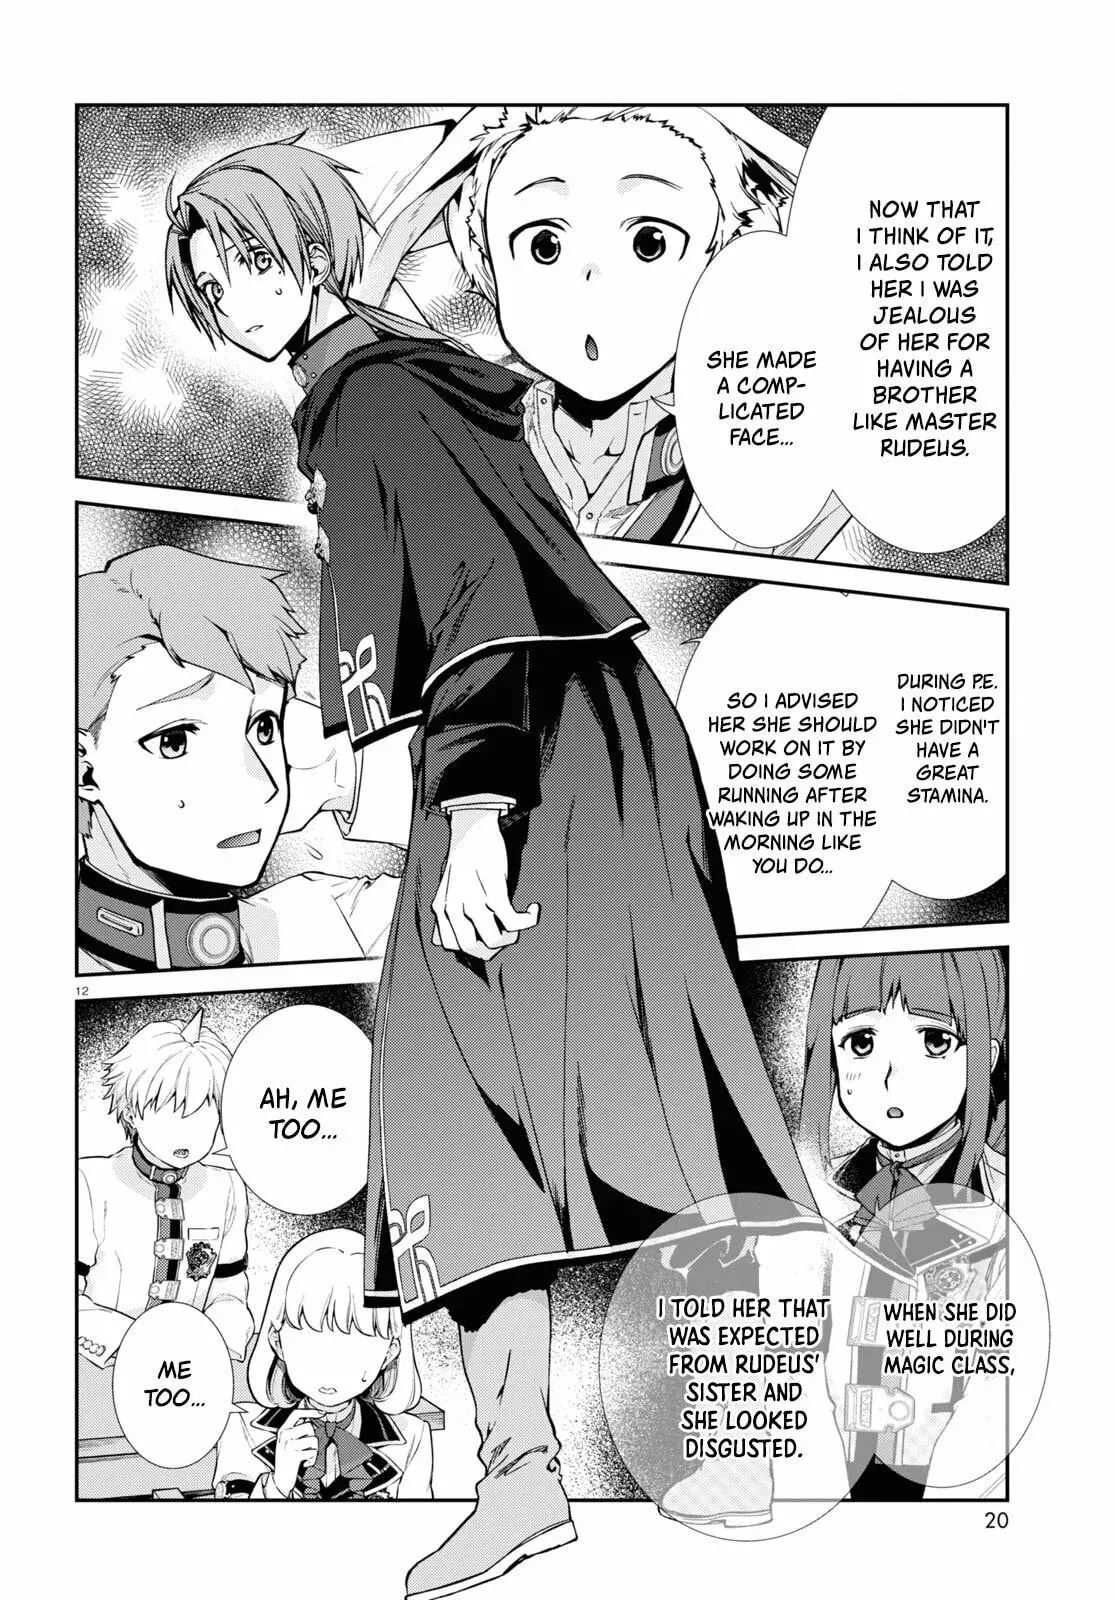 NOW THAT
I THINK OF IT,
I ALSO TOLD
HER I WAS
JEALOUS
OF HER FOR
HAVING A
BROTHER
LIKE MASTER
RUDEUS.
SHE MADE
A COMP-
LICATED
FACE...
DURING P.E.
I NOTICED
SHE DIDN'T
HAVE A
GREAT
STAMINA.
SO I ADVISED
HER SHE SHOULD
WORK ON IT BY
DOING SOME
RUNNING AFTER
WAKING UP IN THE
MORNING LIKE
YOU DO...
12
WHEN SHE DID
WELL DURING
MAGIC CLASS,
I TOLD HER THAT
WAS EXPECTED
FROM RUDEUS'
SISTER AND
SHE LOOKED
DISGUSTED.
AH, ME
TOO...
ME
TOO...
20